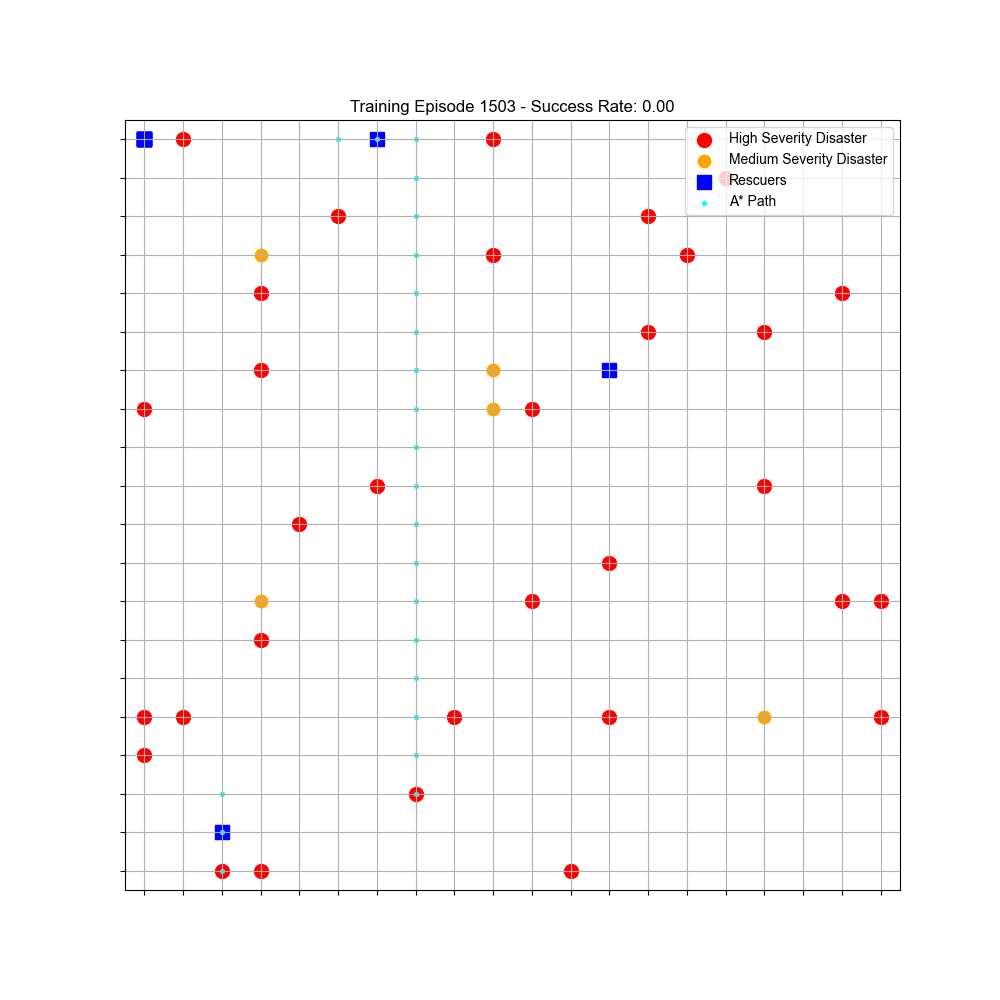 Training Episode 1503 - Success Rate: 0.00
High Severity Disaster
Medium Severity Disaster
Rescuers
A* Path